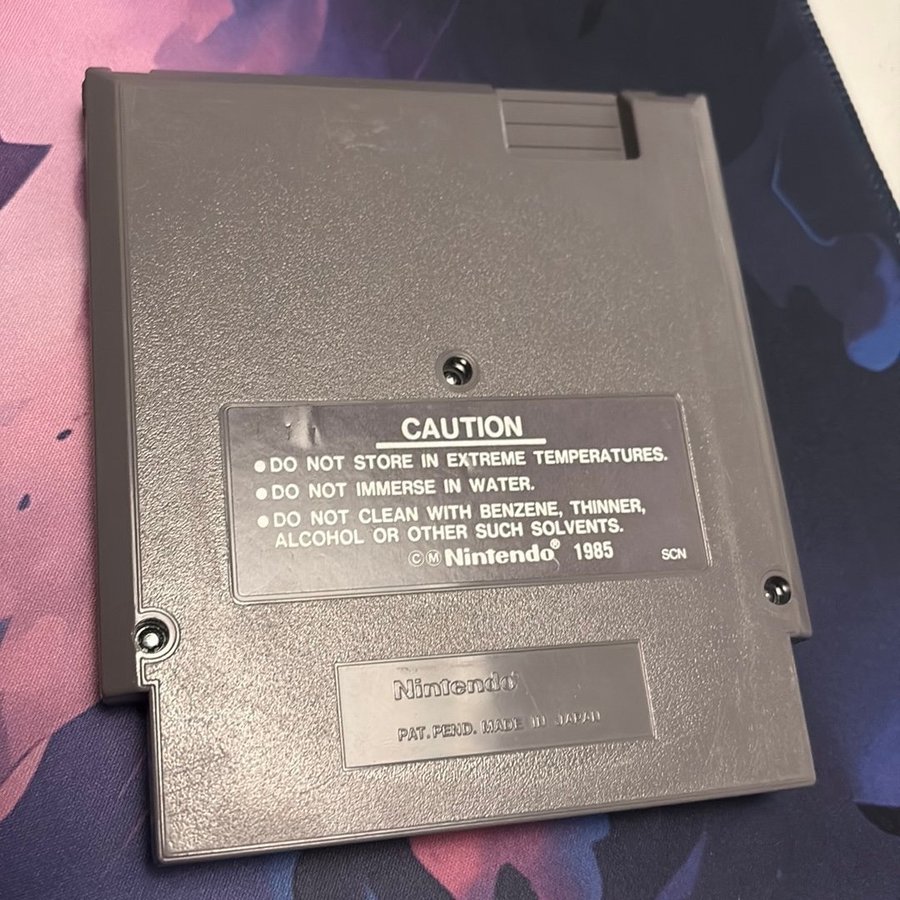 CAUTION
●DO NOT STORE IN EXTREME TEMPERATURES.
●DO NOT IMMERSE IN WATER.
●DO NOT CLEAN WITH BENZENE, THINNER,
ALCOHOL OR OTHER SUCH SOLVENTS.
©Ⓜ Nintendo® 1985 SCN
Nintendo®
PAT. PEND. MADE IN JAPAN